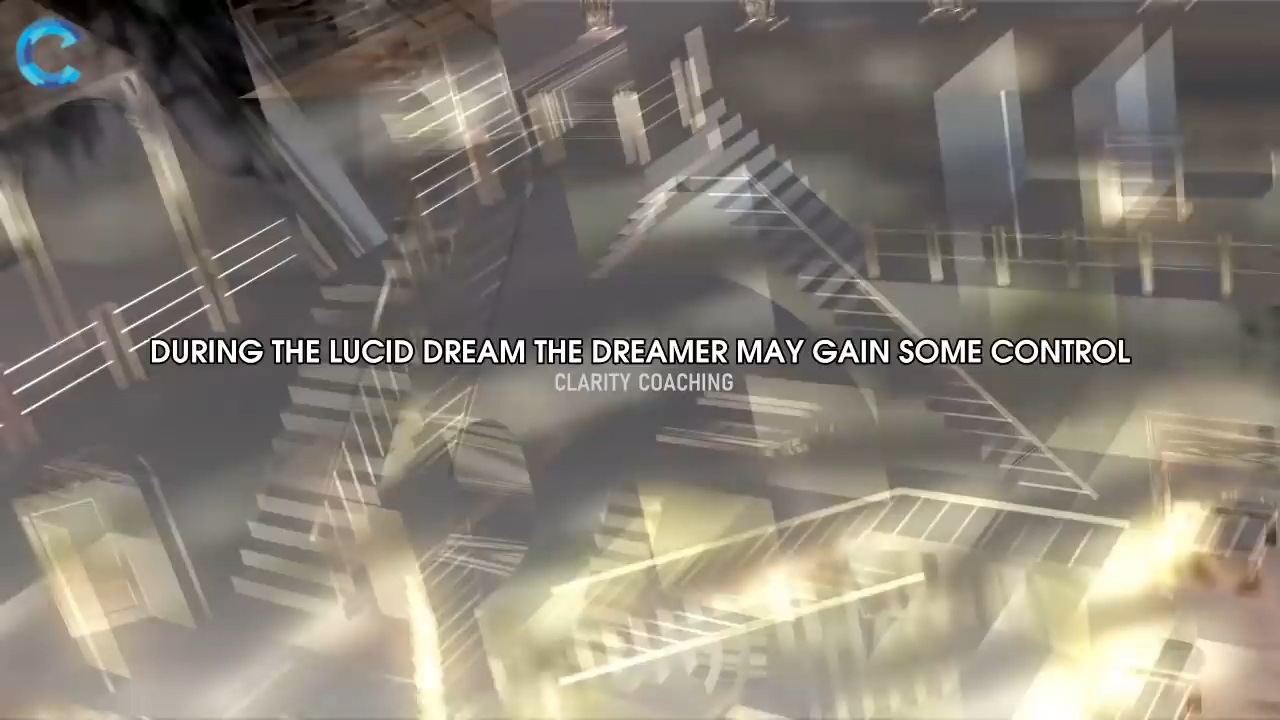 DURING THE LUCID DREAM THE DREAMER MAY GAIN SOME CONTROL
CLARITY COACHING